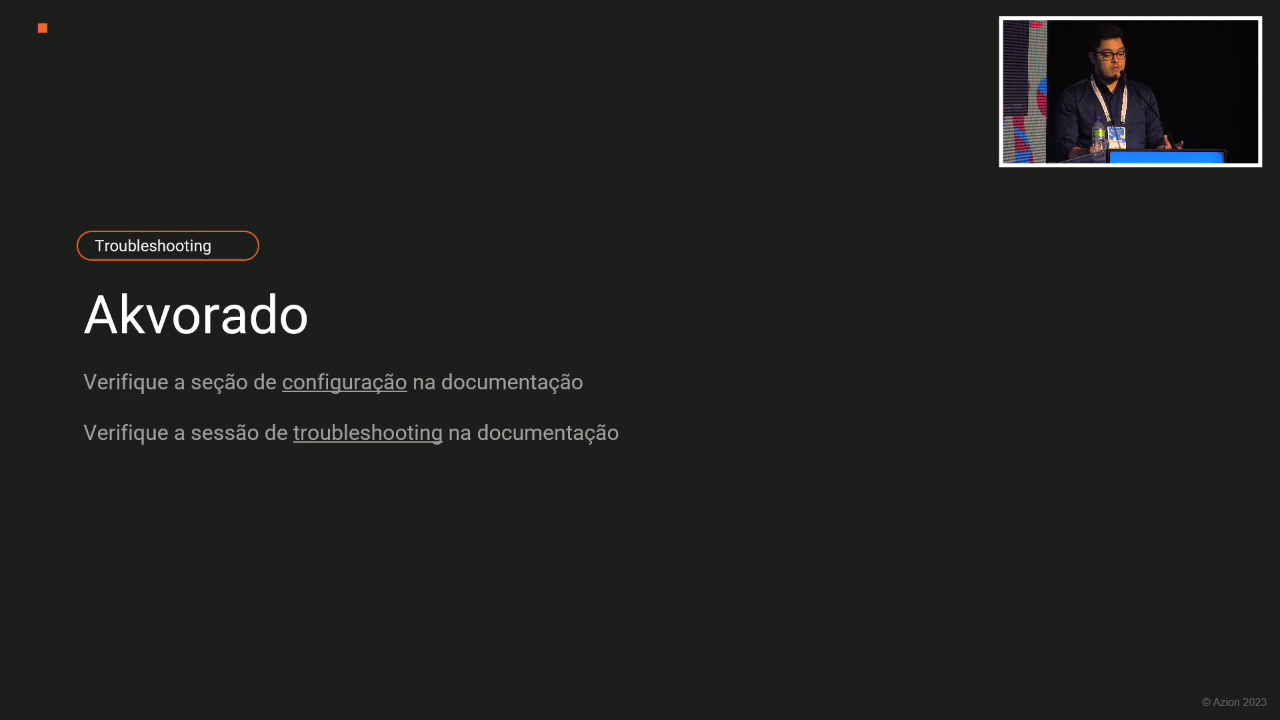 Troubleshooting
Akvorado
Verifique a seção de configuração na documentação
Verifique a sessão de troubleshooting na documentação
© Azion 2023